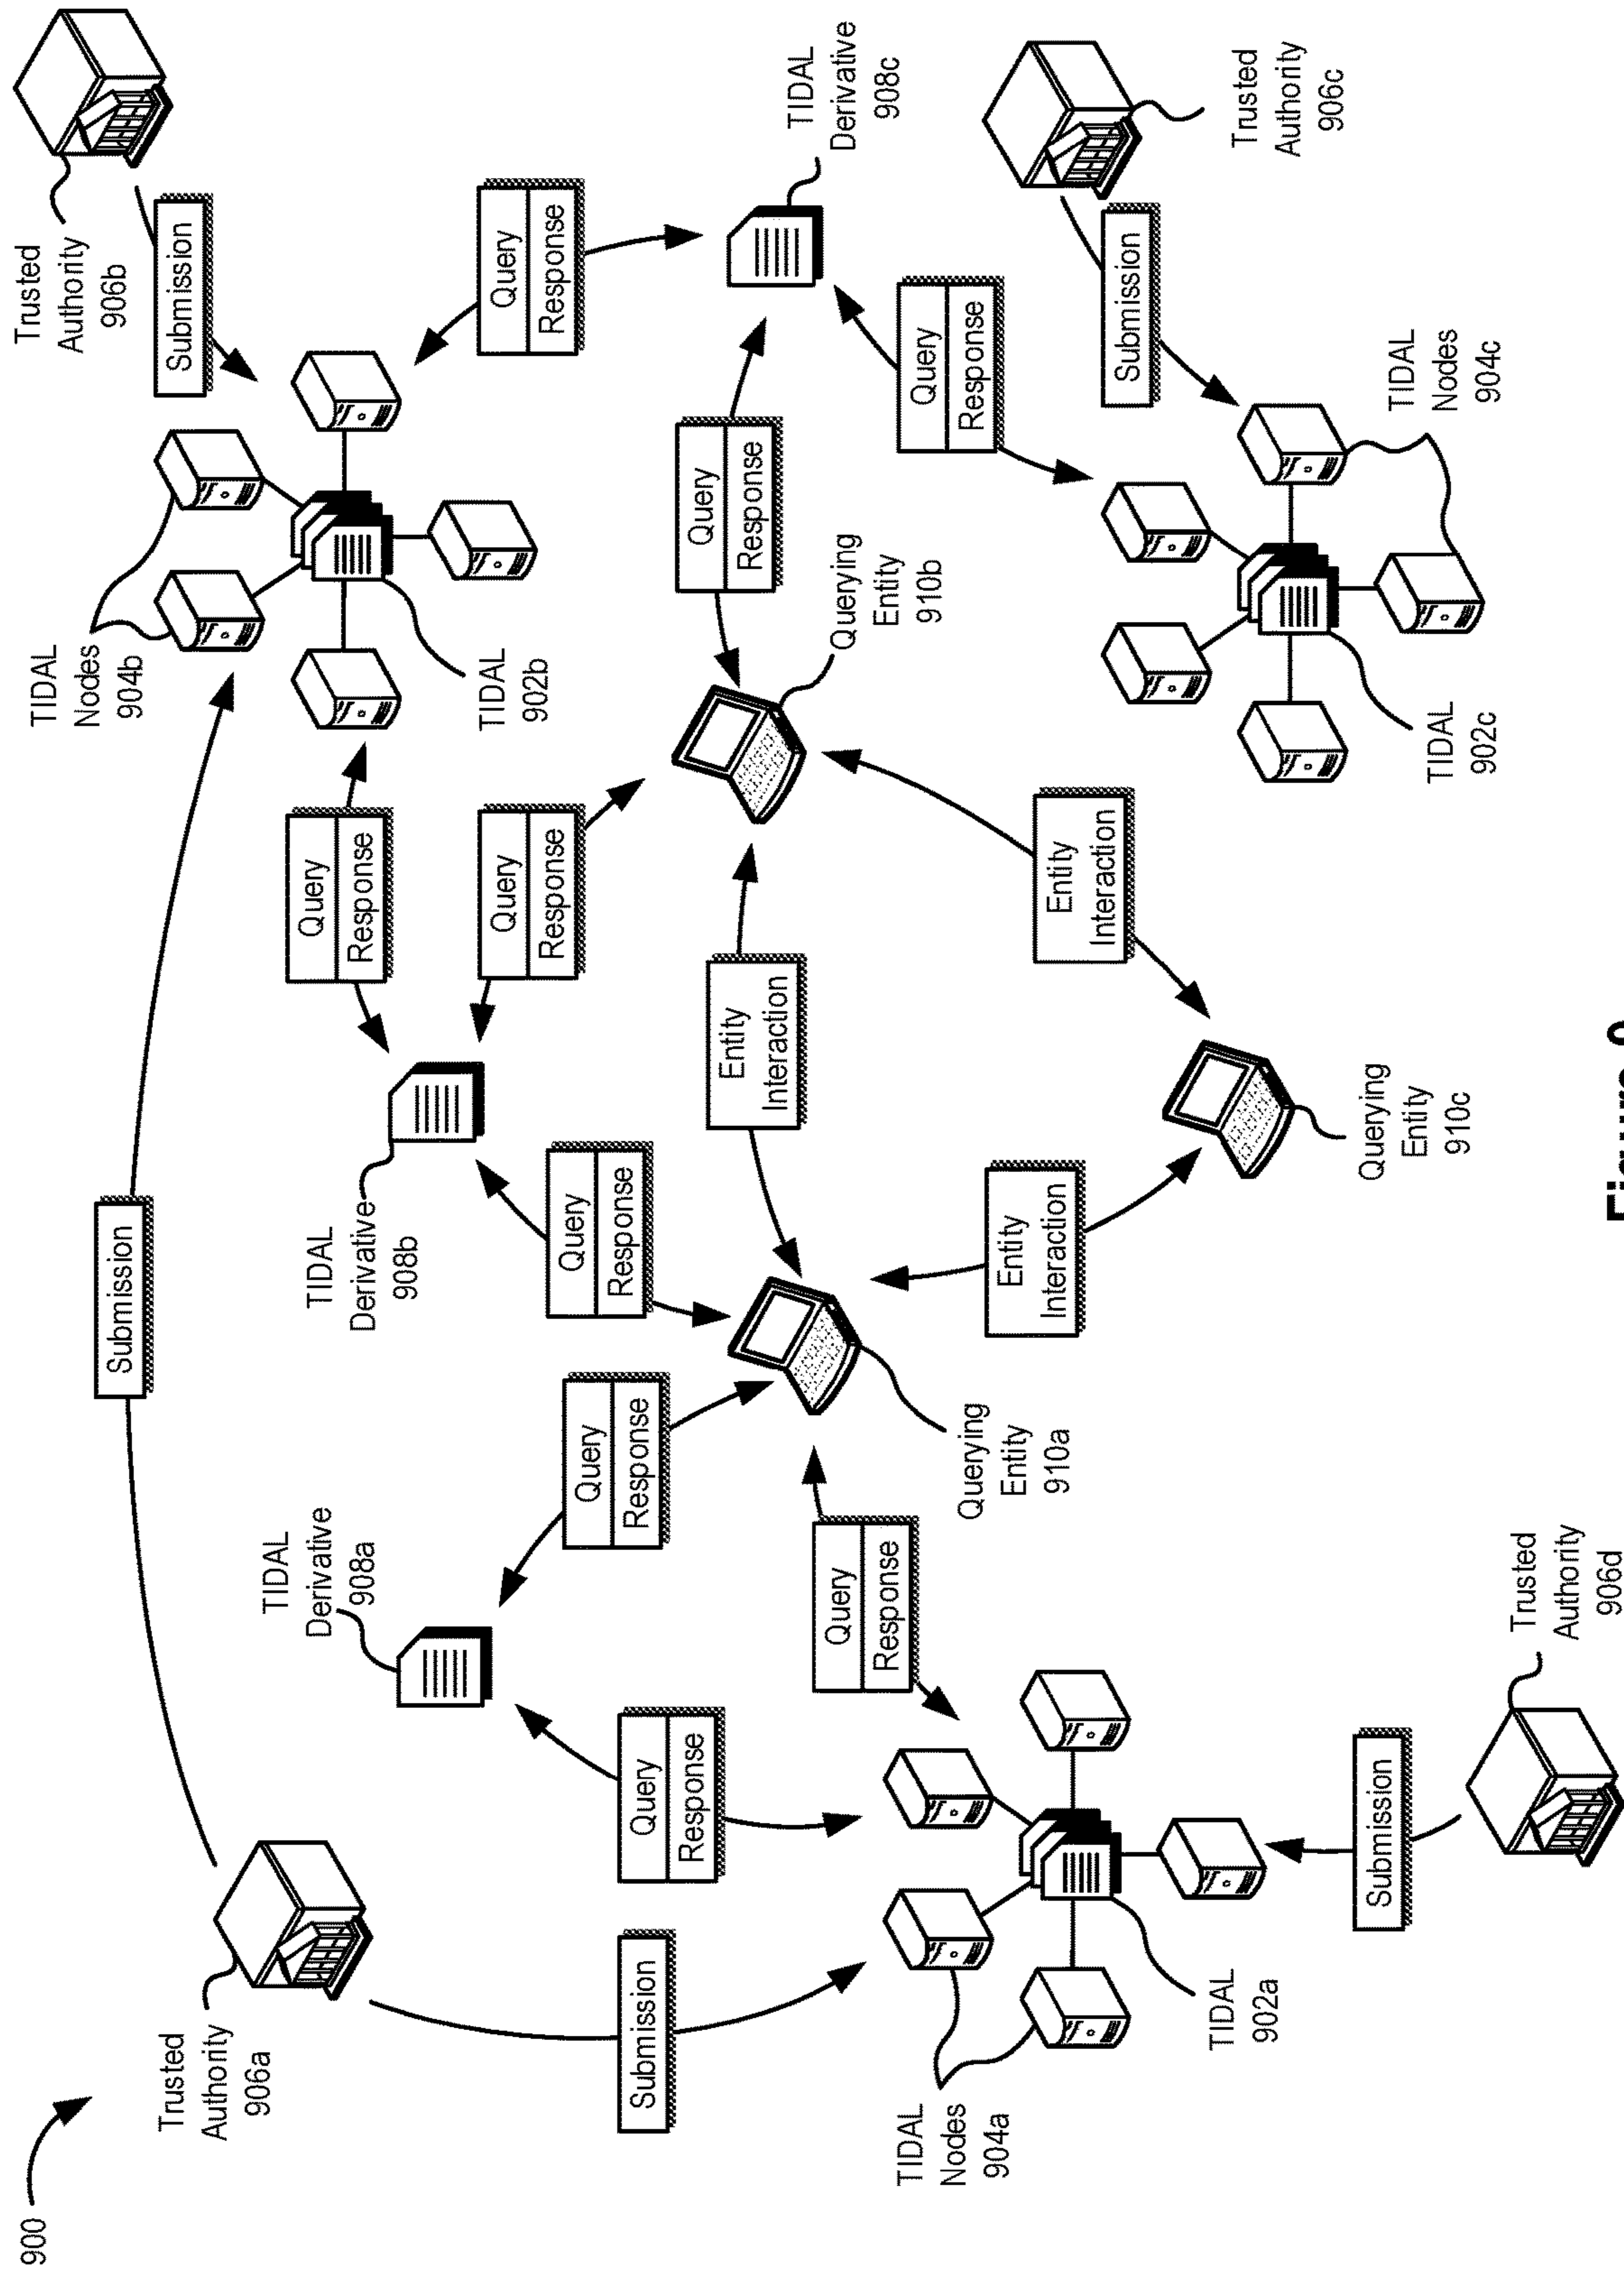 900
Trusted
Authority
906a
Submission
Trusted
Authority
906b
Submission
TIDAL
Nodes
904b
TIDAL
902b
TIDAL
Derivative
908a
TIDAL
Derivative
908b
Query
Response
Query
Response
Query
Response
TIDAL
Derivative
908c
Submission
Query
Response
Query
Response
Query
Response
Entity
Interaction
Query
Response
Querying
Entity
910b
Query
Response
TIDAL
Nodes
904a
Query
Response
Querying
Entity
910a
Entity
Interaction
Entity
Interaction
Submission
Trusted
Authority
906c
TIDAL
902a
Querying
Entity
910c
TIDAL
902c
TIDAL
Nodes
904c
Submission
Trusted
Authority
906d